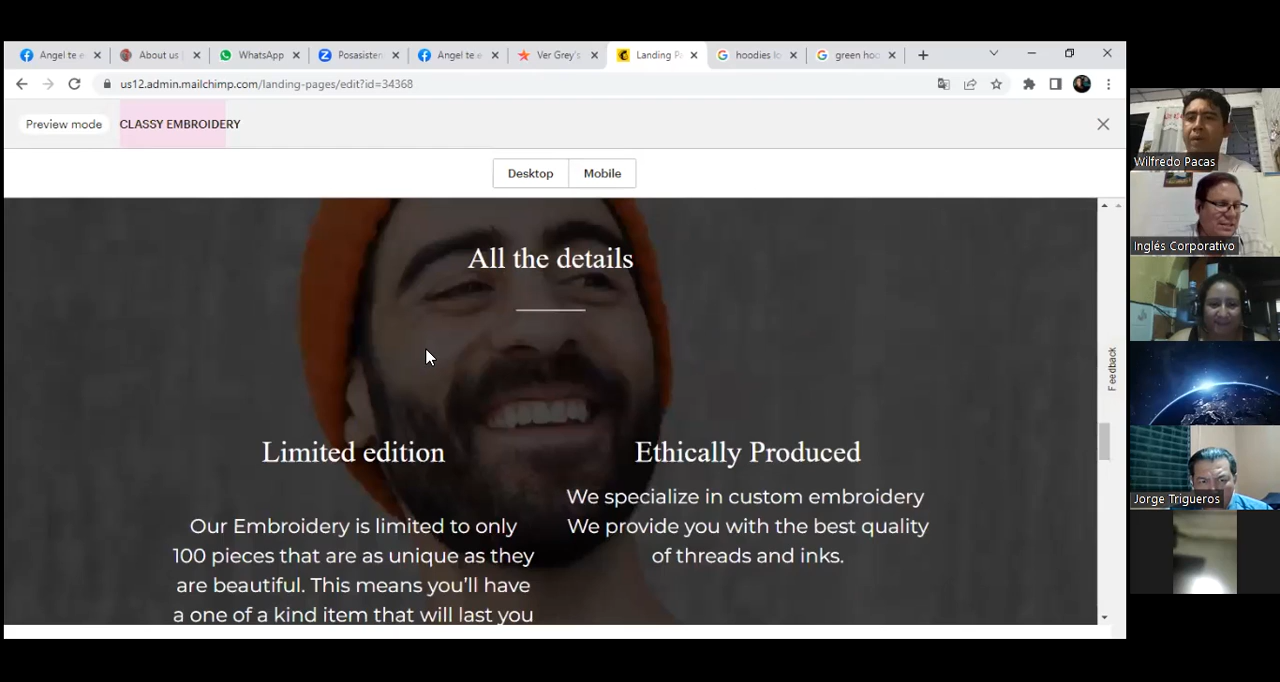 Angel te e
About us
WhatsApp
Posasisten
Angel te e
Ver Grey's
Landing P
hoodies lo
green hoo
us12.admin.mailchimp.com/landing-pages/edit?id=34368
Preview mode
CLASSY EMBROIDERY
Desktop
Mobile
All the details
Limited edition
Our Embroidery is limited to only
100 pieces that are as unique as they
are beautiful. This means you'll have
a one of a kind item that will last you
Ethically Produced
We specialize in custom embroidery
We provide you with the best quality
of threads and inks.
Feedback
Wilfredo Pacas
Inglés Corporativo
Jorge Trigueros